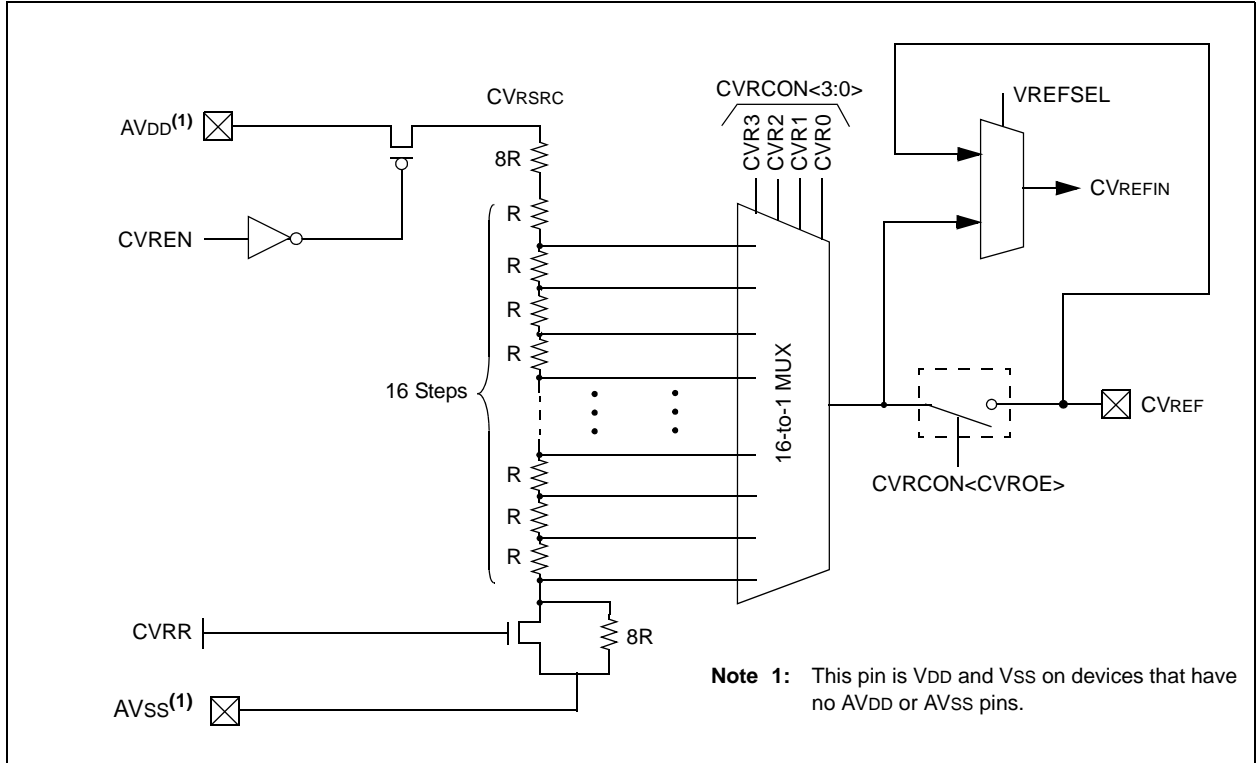 CVRSRC
AVDD(1)
8R
CVREN
R
R
R
R
16 Steps
R
R
R
CVRR
8R
AVSS(1)
CVRCON<3:0>
CVR3
CVR2
CVR1
CVR0
16-to-1 MUX
VREFSEL
CVREFIN
CVREF
CVRCON<CVROE>
Note 1: This pin is VDD and VSS on devices that have
no AVDD or AVSS pins.